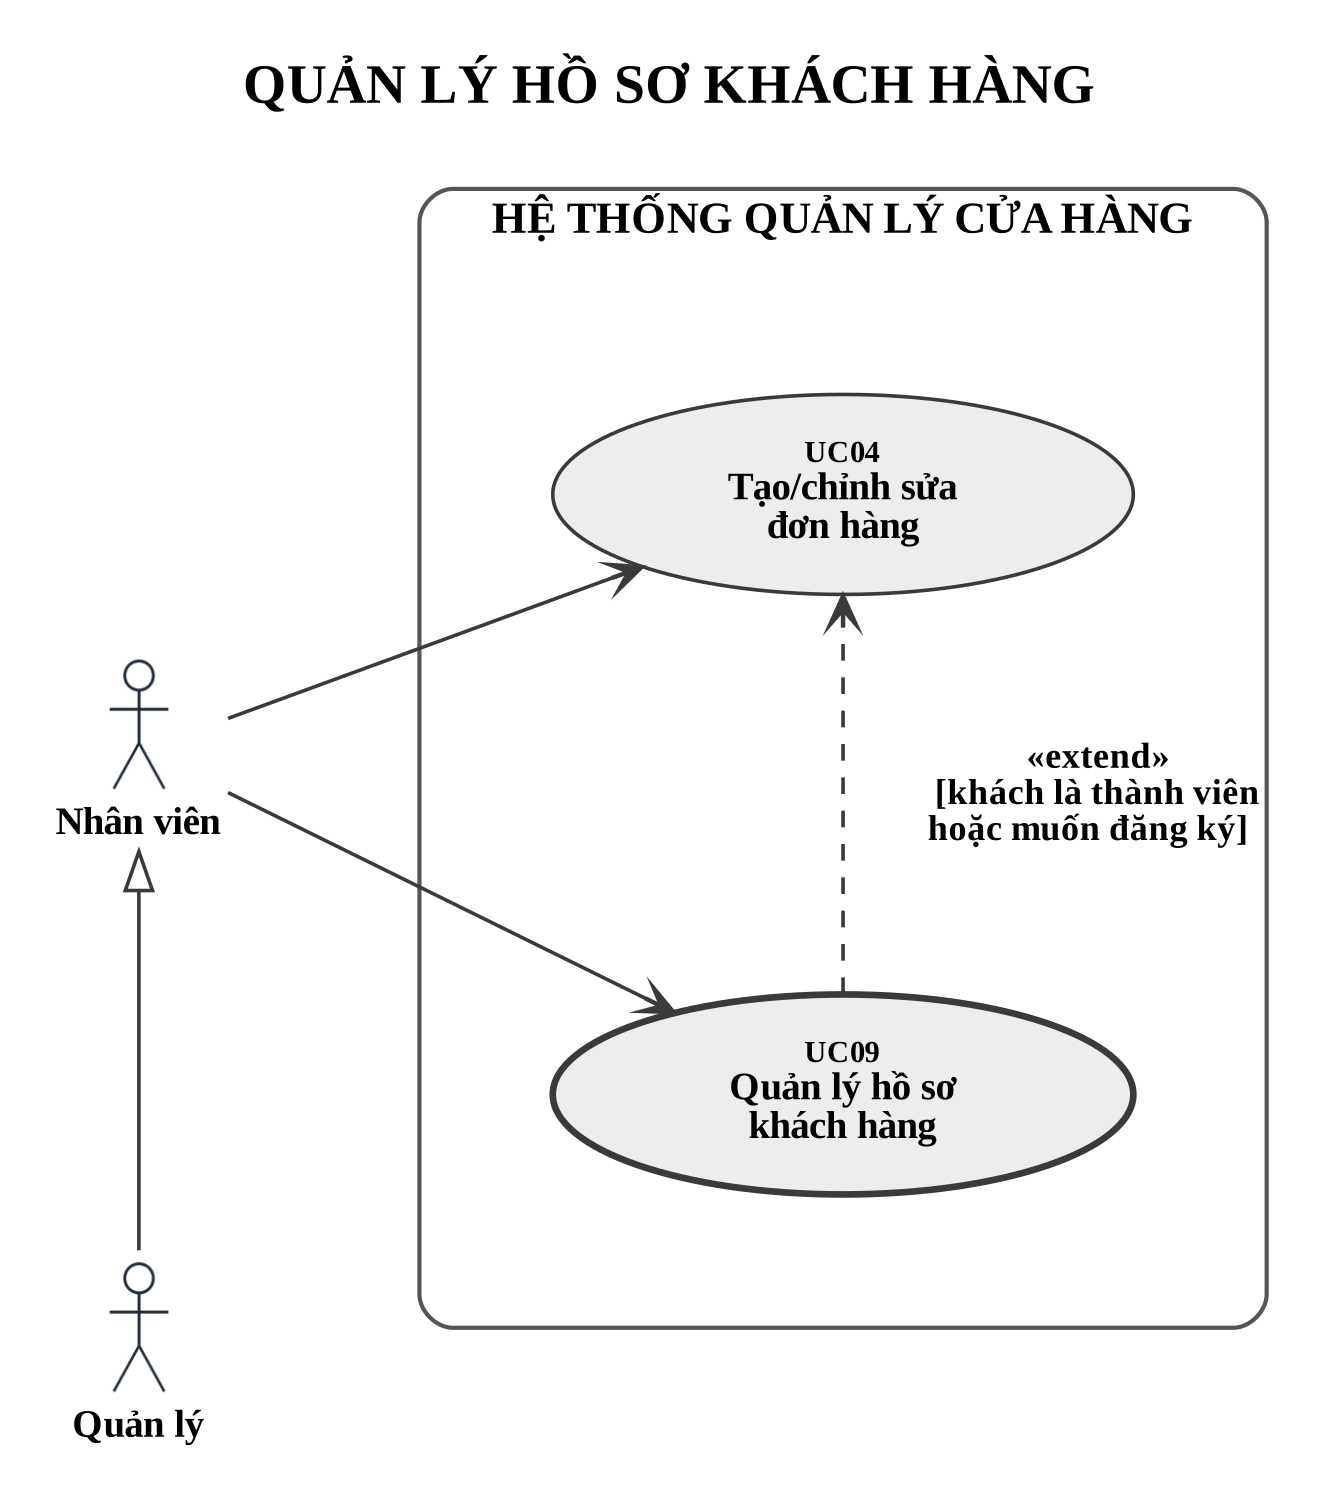 QUẢN LÝ HỒ SƠ KHÁCH HÀNG
HỆ THỐNG QUẢN LÝ CỬA HÀNG
UC04
Tạo/chỉnh sửa
đơn hàng
«extend»
[khách là thành viên
hoặc muốn đăng ký]
Nhân viên
UC09
Quản lý hồ sơ
khách hàng
Quản lý